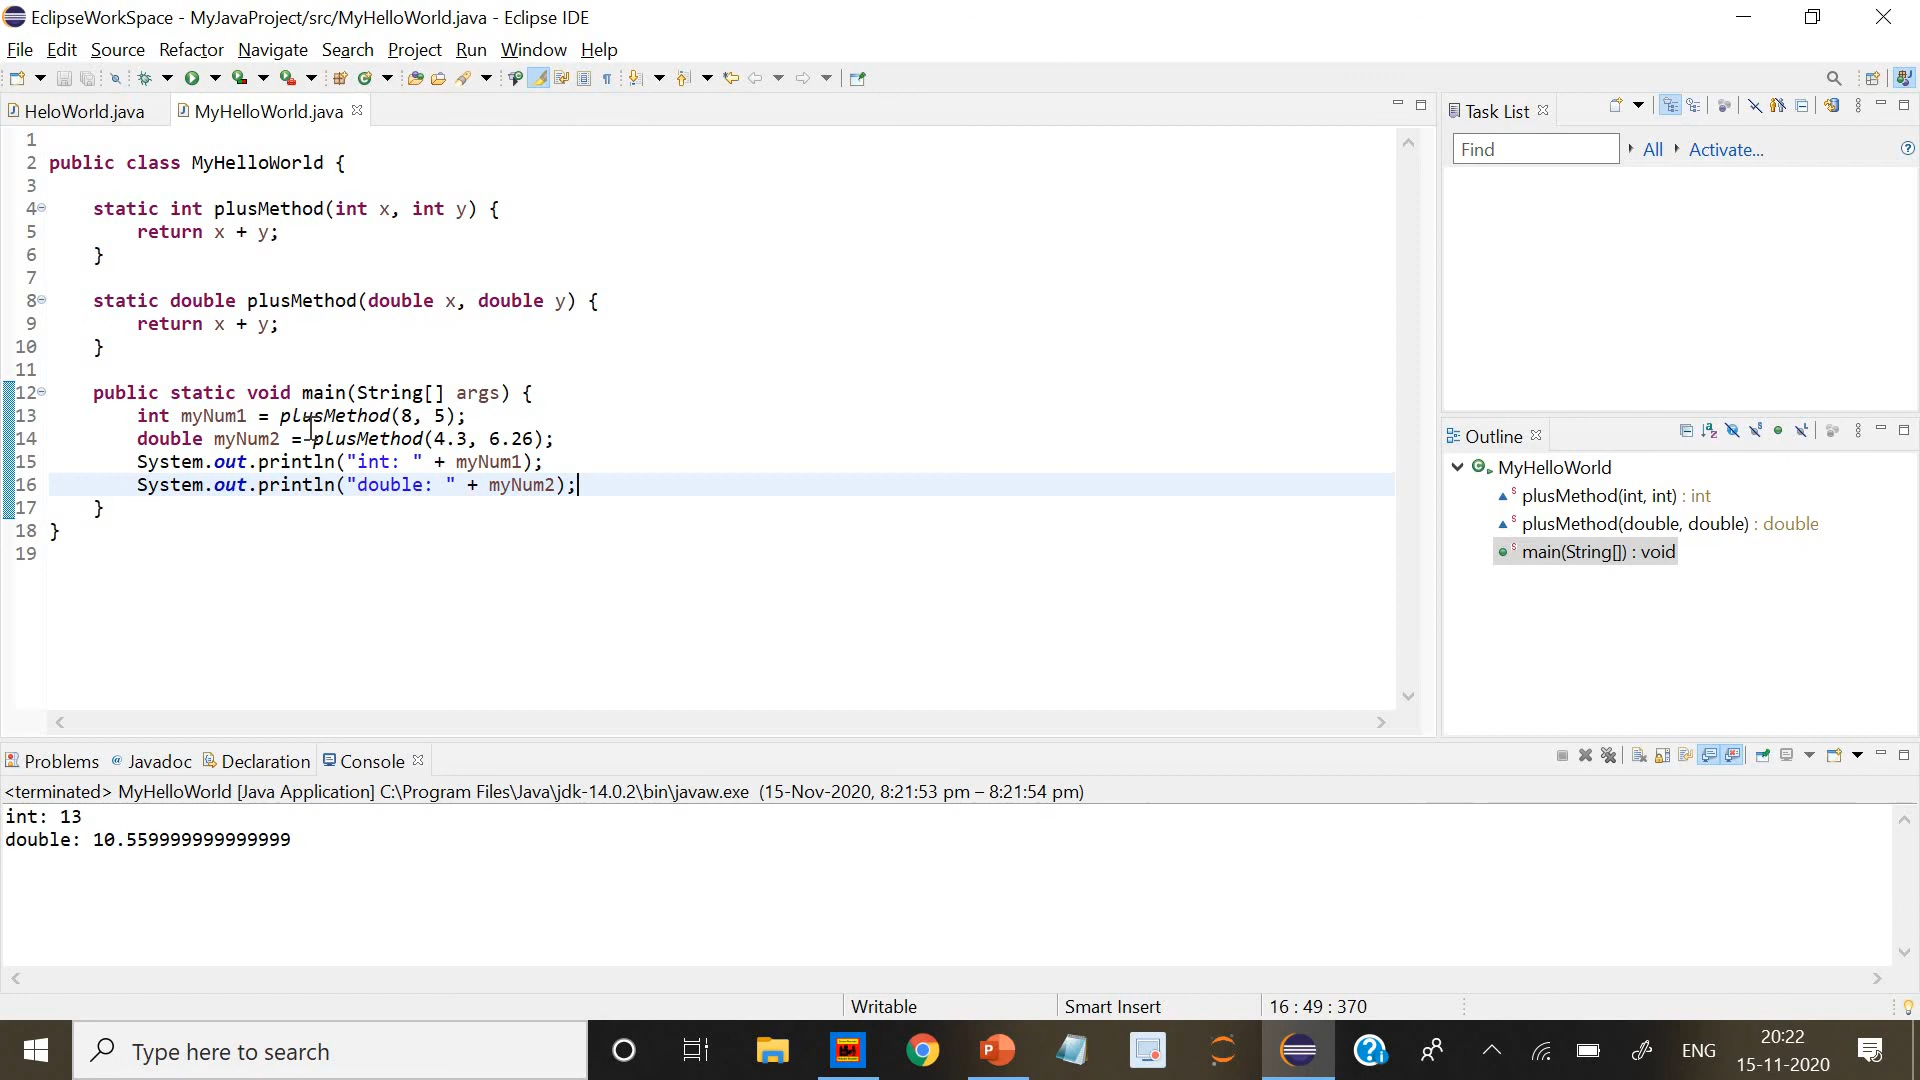 EclipseWorkSpace - MyJavaProject/src/MyHelloWorld.java - Eclipse IDE
File Edit Source Refactor Navigate Search Project Run Window Help
HeloWorld.java MyHelloWorld.java
1
2 public class MyHelloWorld {
3
4 static int plusMethod(int x, int y) {
5 return x + y;
6 }
7
8 static double plusMethod(double x, double y) {
9 return x + y;
10 }
11
12 public static void main(String[] args) {
13 int myNum1 = plusMethod(8, 5);
14 double myNum2 = plusMethod(4.3, 6.26);
15 System.out.println("int: " + myNum1);
16 System.out.println("double: " + myNum2);
17 }
18 }
19
Task List
Find All Activate...
Outline
MyHelloWorld
plusMethod(int, int) : int
plusMethod(double, double) : double
main(String[]) : void
Problems @ Javadoc Declaration Console
<terminated> MyHelloWorld [Java Application] C:\Program Files\Java\jdk-14.0.2\bin\javaw.exe (15-Nov-2020, 8:21:53 pm – 8:21:54 pm)
int: 13
double: 10.559999999999999
Writable Smart Insert 16 : 49 : 370
Type here to search
ENG
20:22
15-11-2020